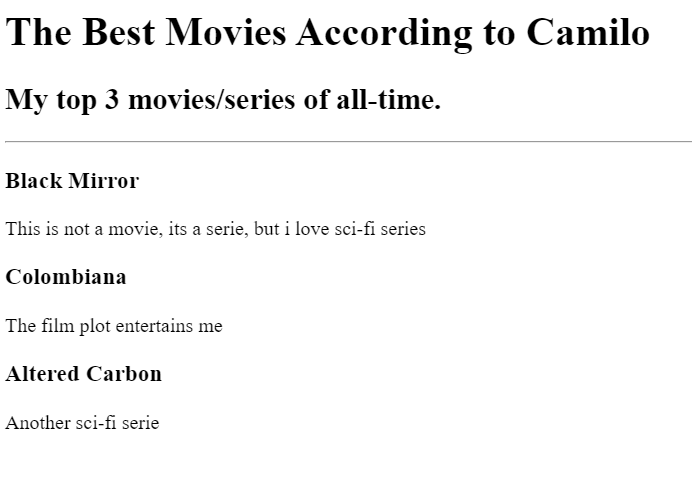 The Best Movies According to Camilo
My top 3 movies/series of all-time.
Black Mirror
This is not a movie, its a serie, but i love sci-fi series
Colombiana
The film plot entertains me
Altered Carbon
Another sci-fi serie